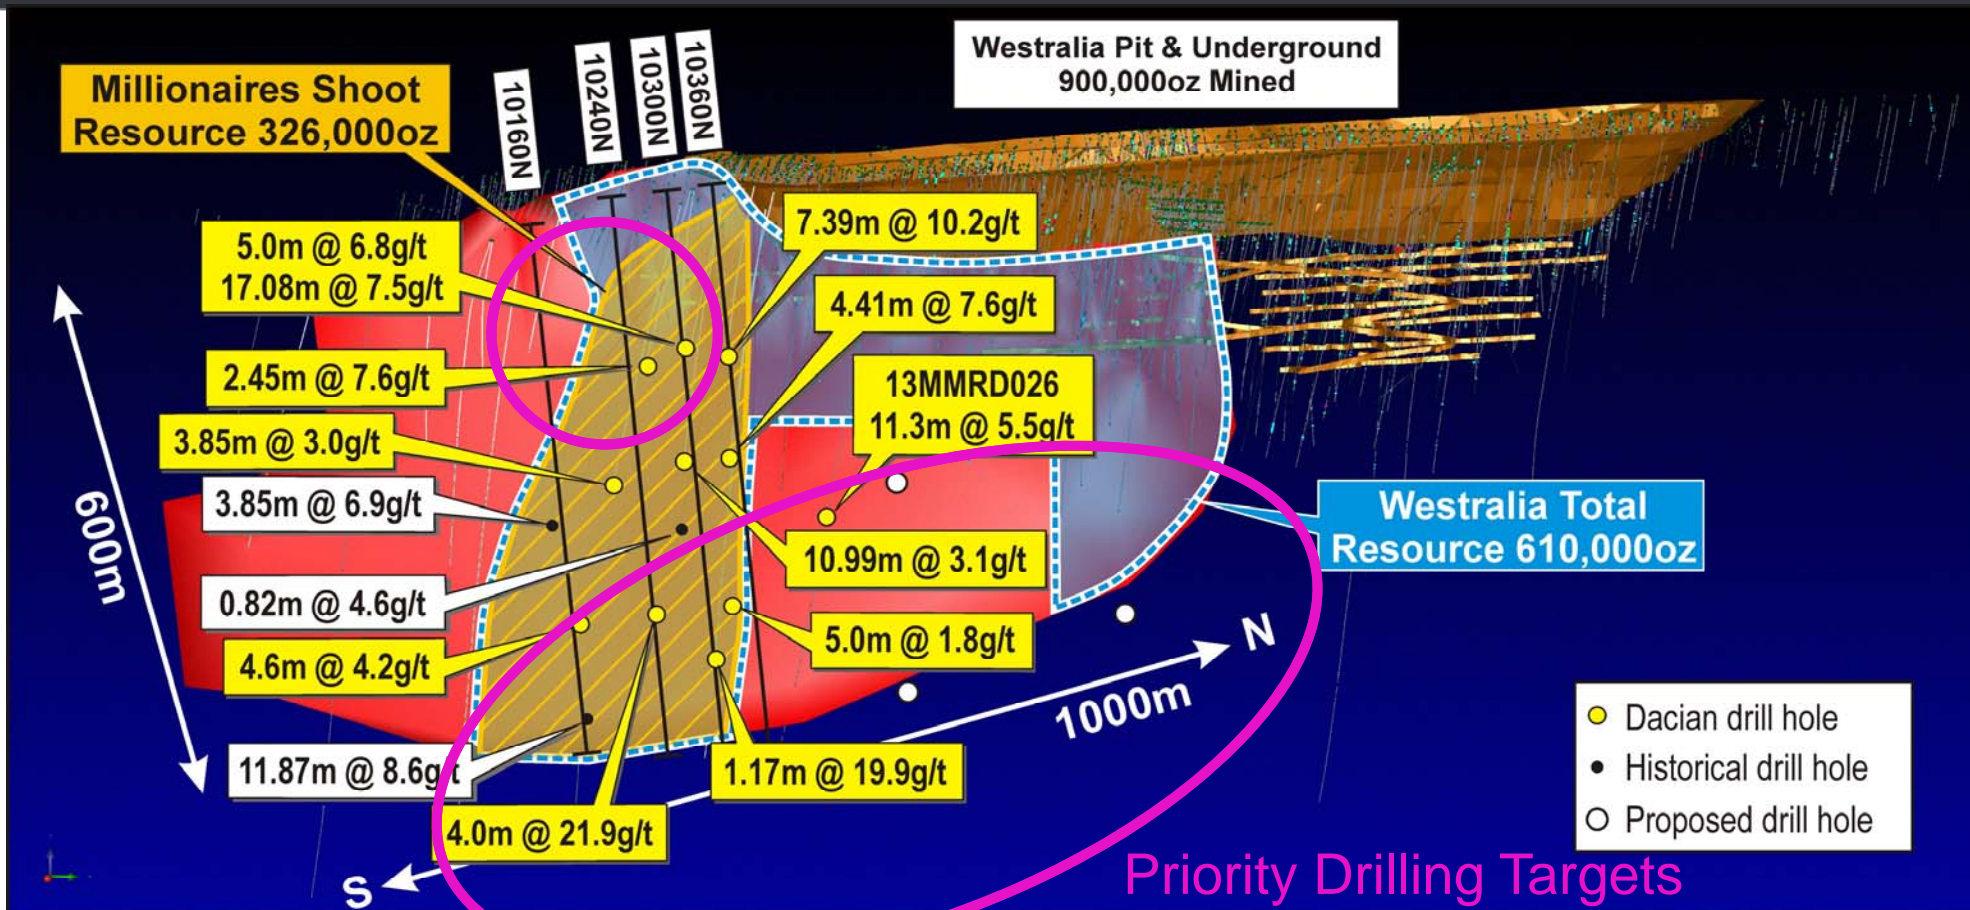 Westralia Pit & Underground
900,000oz Mined
Millionaires Shoot
Resource 326,000oz
10160N
10240N
10300N
10360N
5.0m @ 6.8g/t
17.08m @ 7.5g/t
7.39m @ 10.2g/t
4.41m @ 7.6g/t
2.45m @ 7.6g/t
13MMRD026
11.3m @ 5.5g/t
3.85m @ 3.0g/t
3.85m @ 6.9g/t
Westralia Total
Resource 610,000oz
600m
10.99m @ 3.1g/t
0.82m @ 4.6g/t
5.0m @ 1.8g/t
4.6m @ 4.2g/t
N
1000m
11.87m @ 8.6g/t
1.17m @ 19.9g/t
4.0m @ 21.9g/t
S
Dacian drill hole
Historical drill hole
Proposed drill hole
Priority Drilling Targets